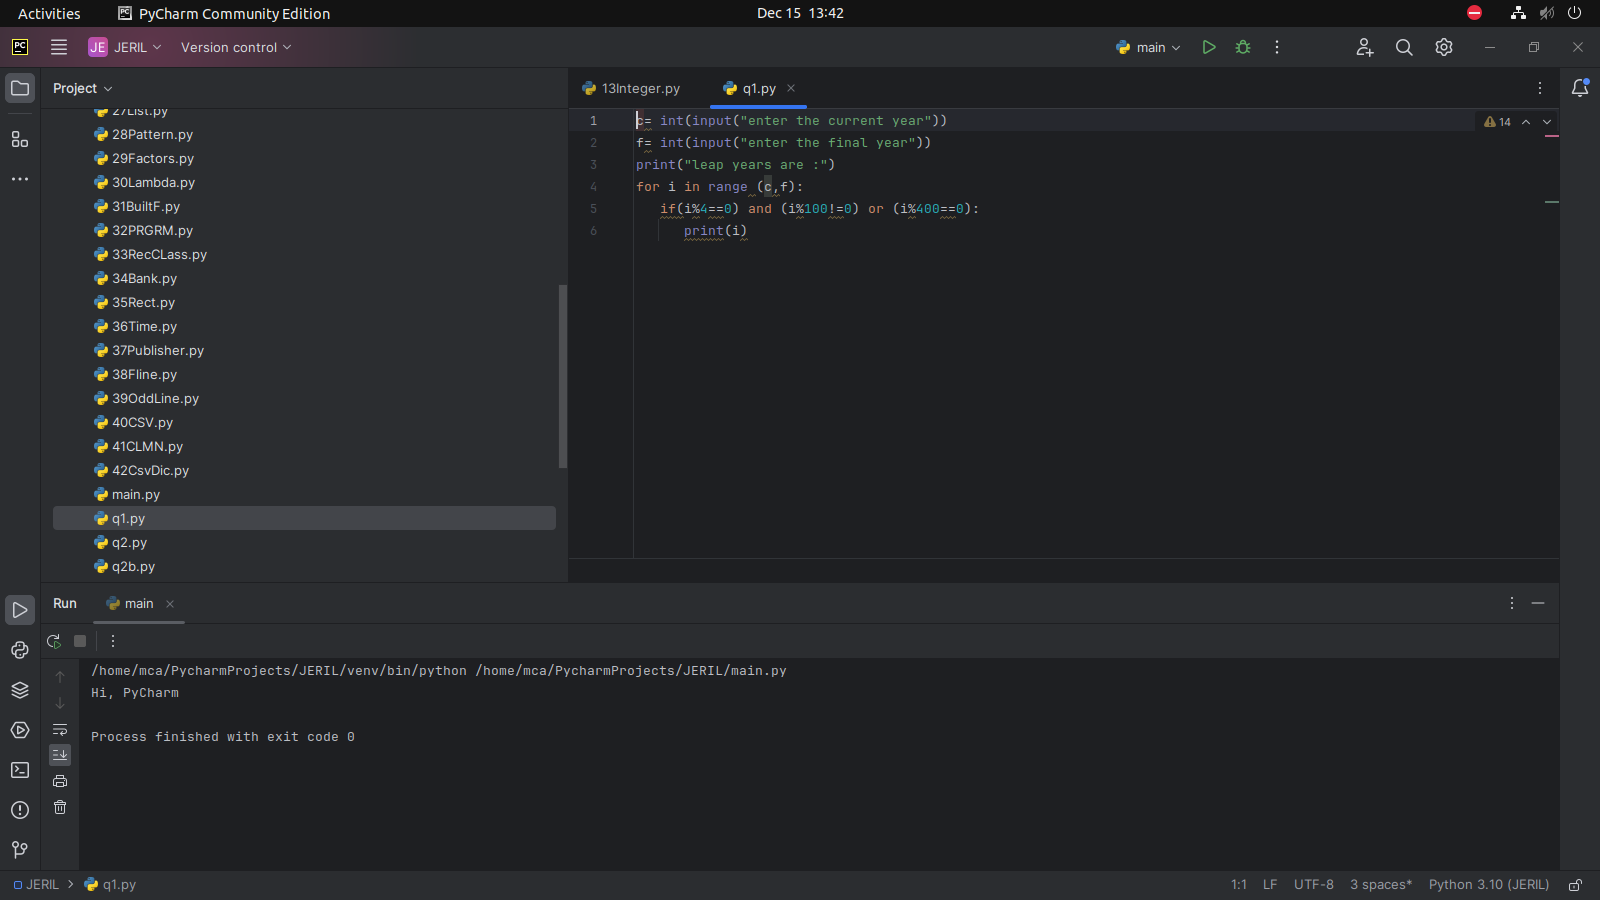 Activities PyCharm Community Edition Dec 15 13:42
PC JE JERIL Version control main
Project 13Integer.py q1.py
27List.py
28Pattern.py
29Factors.py
30Lambda.py
31BuiltF.py
32PRGRM.py
33RecCLass.py
34Bank.py
35Rect.py
36Time.py
37Publisher.py
38Fline.py
39OddLine.py
40CSV.py
41CLMN.py
42CsvDic.py
main.py
q1.py
q2.py
q2b.py
1 c= int(input("enter the current year")) 14
2 f= int(input("enter the final year"))
3 print("leap years are :")
4 for i in range (c,f):
5 if(i%4==0) and (i%100!=0) or (i%400==0):
6 print(i)
Run main
/home/mca/PycharmProjects/JERIL/venv/bin/python /home/mca/PycharmProjects/JERIL/main.py
Hi, PyCharm
Process finished with exit code 0
JERIL q1.py 1:1 LF UTF-8 3 spaces* Python 3.10 (JERIL)